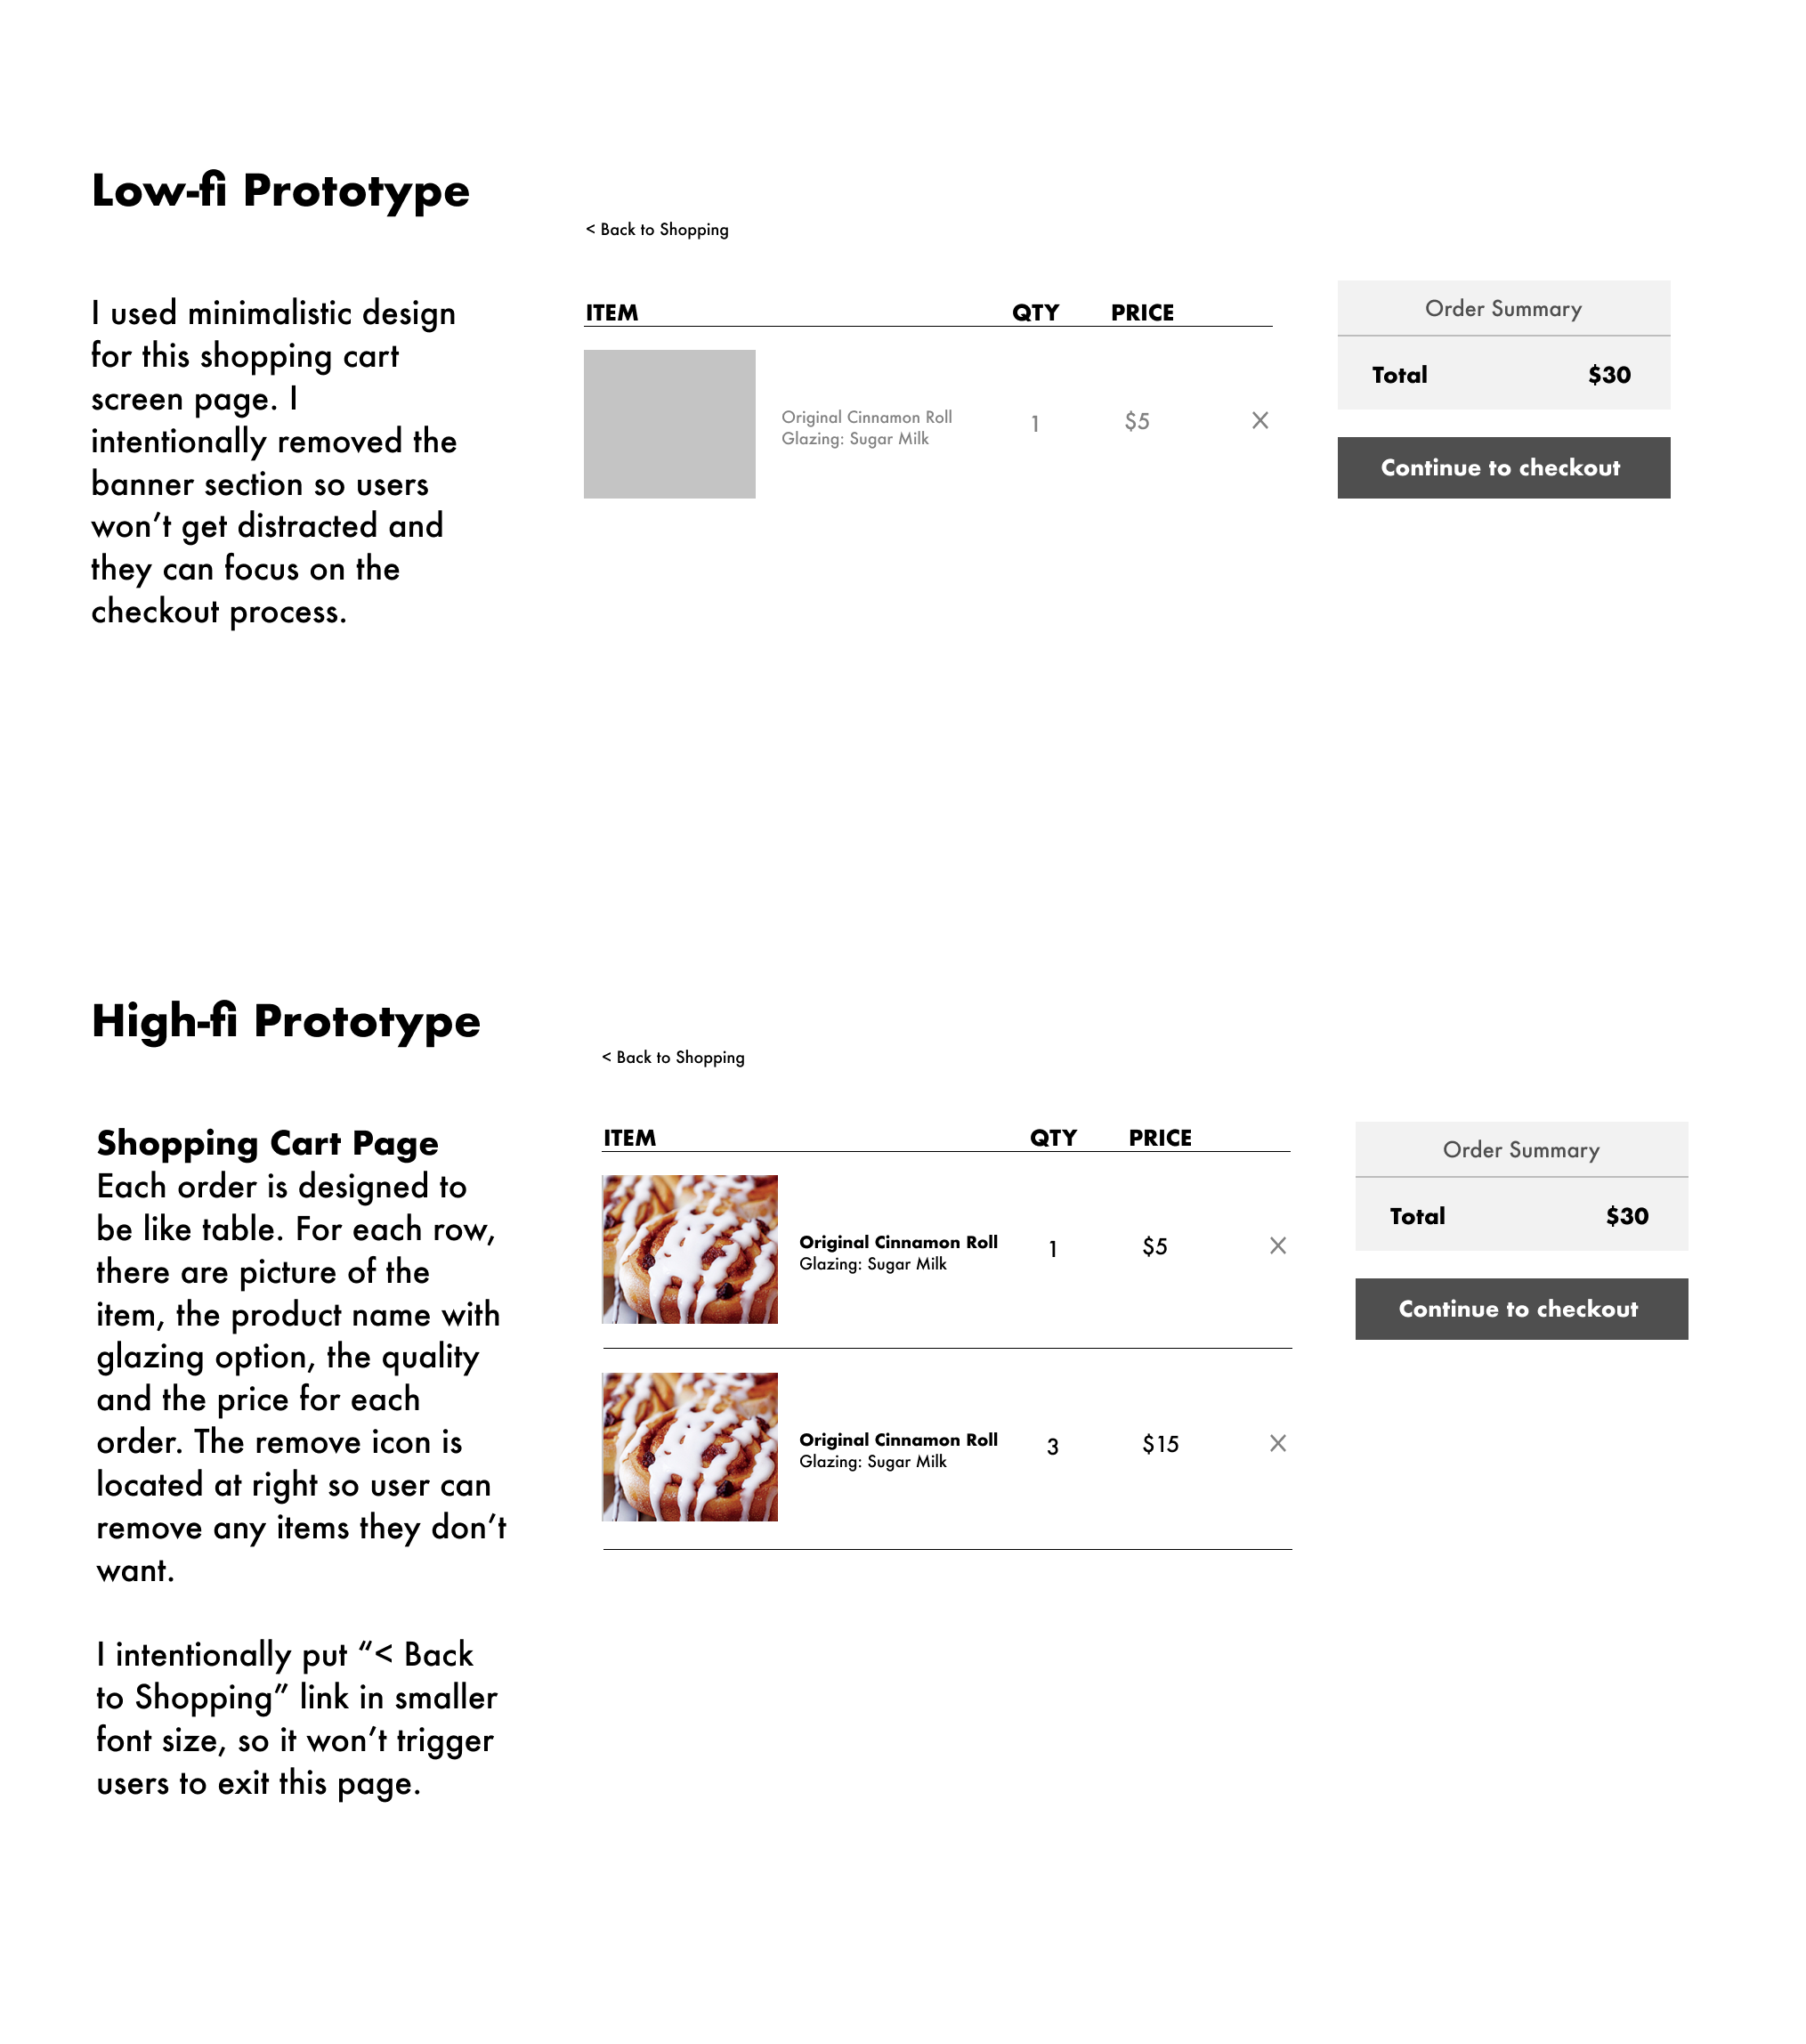 Low-fi Prototype
I used minimalistic design
for this shopping cart
screen page. I
intentionally removed the
banner section so users
won’t get distracted and
they can focus on the
checkout process.
< Back to Shopping
ITEM QTY PRICE
Original Cinnamon Roll
Glazing: Sugar Milk
1 $5 ×
Order Summary
Total $30
Continue to checkout
High-fi Prototype
Shopping Cart Page
Each order is designed to
be like table. For each row,
there are picture of the
item, the product name with
glazing option, the quality
and the price for each
order. The remove icon is
located at right so user can
remove any items they don’t
want.
I intentionally put “< Back
to Shopping” link in smaller
font size, so it won’t trigger
users to exit this page.
< Back to Shopping
ITEM QTY PRICE
Original Cinnamon Roll
Glazing: Sugar Milk
1 $5 ×
Original Cinnamon Roll
Glazing: Sugar Milk
3 $15 ×
Order Summary
Total $30
Continue to checkout